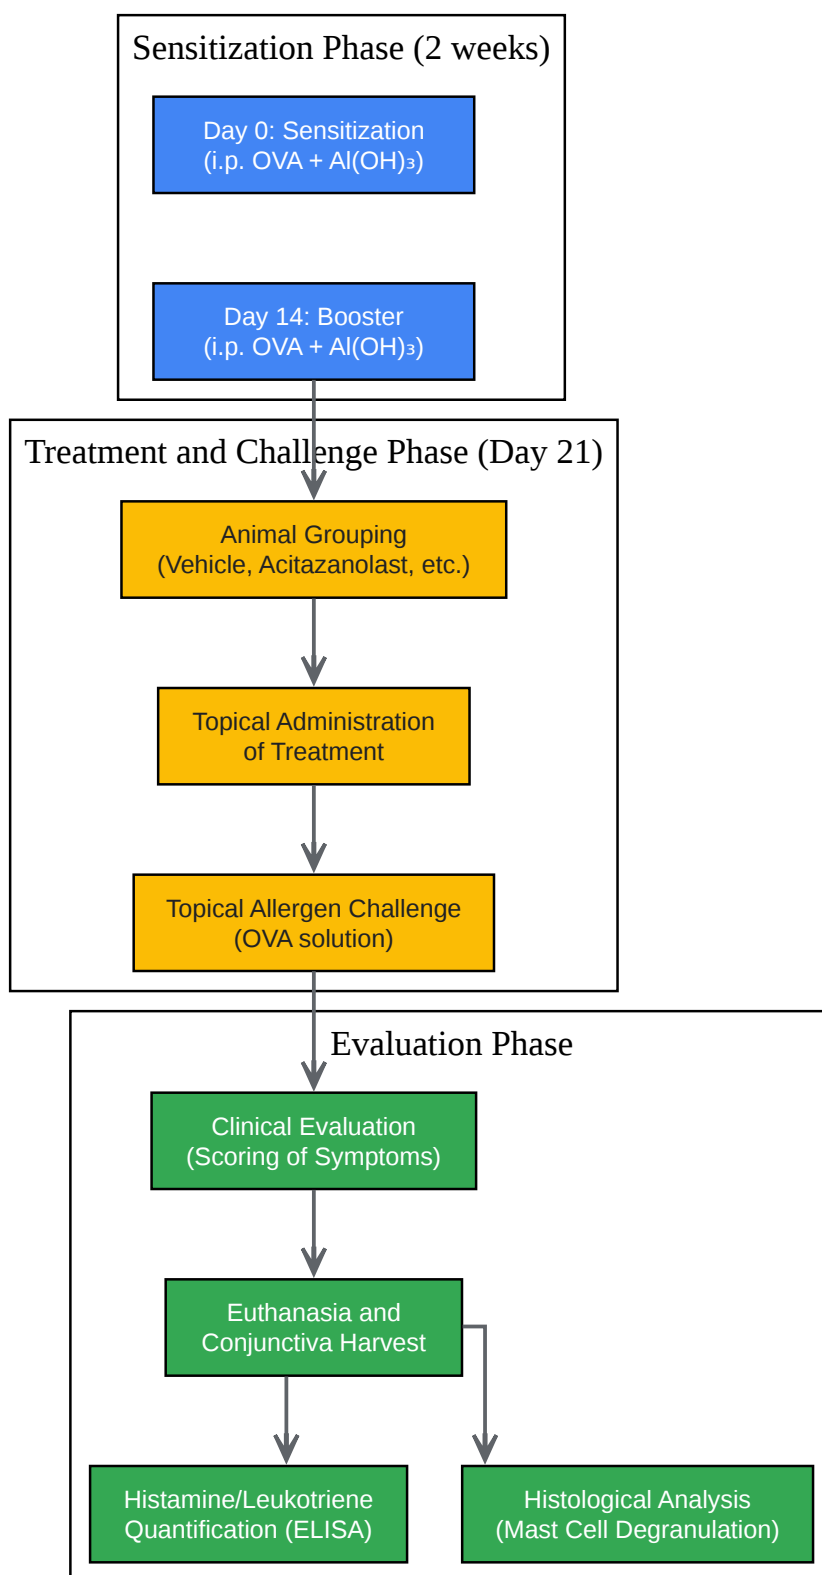 Sensitization Phase (2 weeks)
Day 0: Sensitization
(i.p. OVA + Al(OH)₃)
Day 14: Booster
(i.p. OVA + Al(OH)₃)
Treatment and Challenge Phase (Day 21)
Animal Grouping
(Vehicle, Acitazanolast, etc.)
Topical Administration
of Treatment
Topical Allergen Challenge
(OVA solution)
Evaluation Phase
Clinical Evaluation
(Scoring of Symptoms)
Euthanasia and
Conjunctiva Harvest
Histamine/Leukotriene
Quantification (ELISA)
Histological Analysis
(Mast Cell Degranulation)